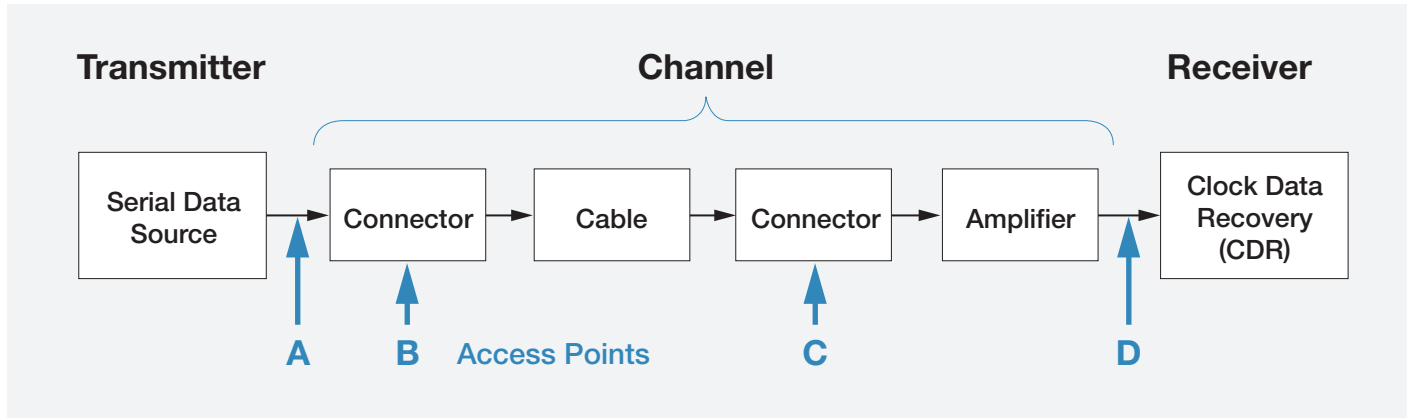 Transmitter
Channel
Receiver
Serial Data
Source
Connector
Cable
Connector
Amplifier
Clock Data
Recovery
(CDR)
A
B
Access Points
C
D